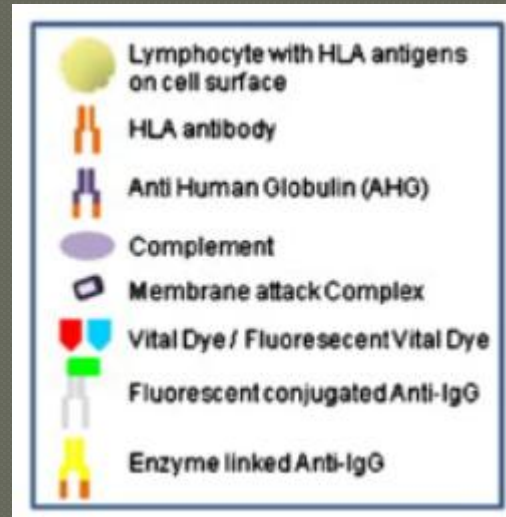 Lymphocyte with HLA antigens
on cell surface
HLA antibody
Anti Human Globulin (AHG)
Complement
Membrane attack Complex
Vital Dye / Fluoresecent Vital Dye
Fluorescent conjugated Anti-IgG
Enzyme linked Anti-IgG